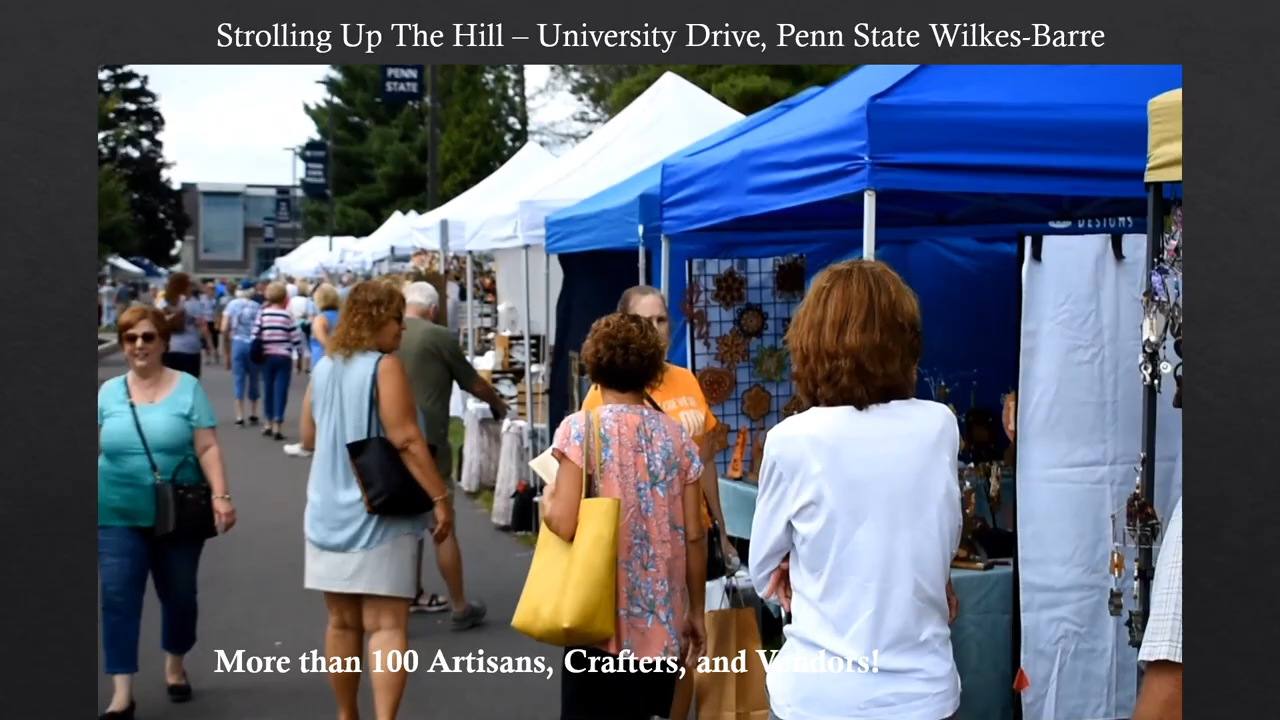 Strolling Up The Hill – University Drive, Penn State Wilkes-Barre
PENN
STATE
DESIGNS
More than 100 Artisans, Crafters, and Vendors!